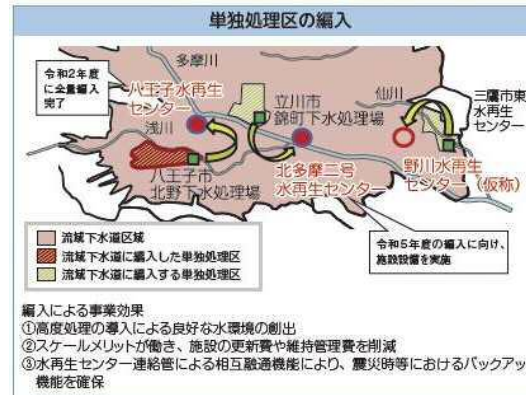 単独処理区の編入
多摩川
令和2年度
に全量編入
完了
八王子水再生
センター
浅川
立川市
錦町下水処理場
仙川
三鷹市東部
水再生
センター
八王子市
北野下水処理場
北多摩二号
水再生センター
野川水再生
センター（仮称）
令和5年度の編入に向け、
施設設備を実施
流域下水道区域
流域下水道に編入した単独処理区
流域下水道に編入する単独処理区
編入による事業効果
①高度処理の導入による良好な水環境の創出
②スケールメリットが働き、施設の更新費や維持管理費を削減
③水再生センター連絡管による相互融通機能により、震災時等におけるバックアップ
機能を確保